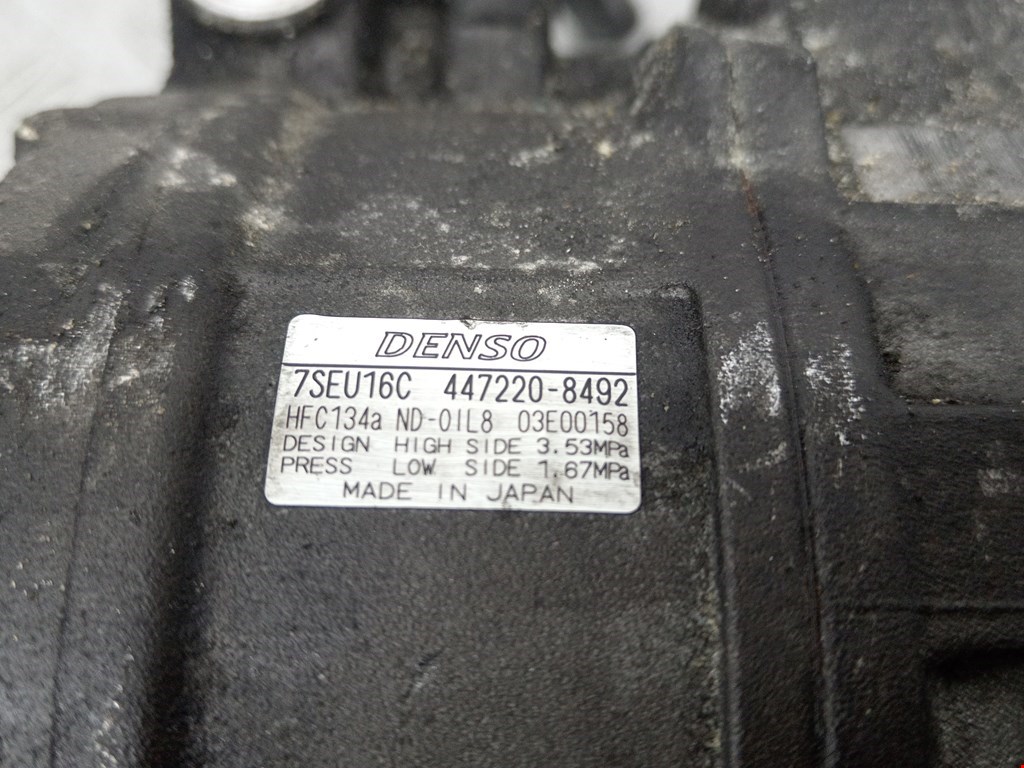 DENSO
7SEU16C 447220-8492
HFC134a ND-OIL8 03E00158
DESIGN HIGH SIDE 3.53MPa
PRESS LOW SIDE 1.67MPa
MADE IN JAPAN